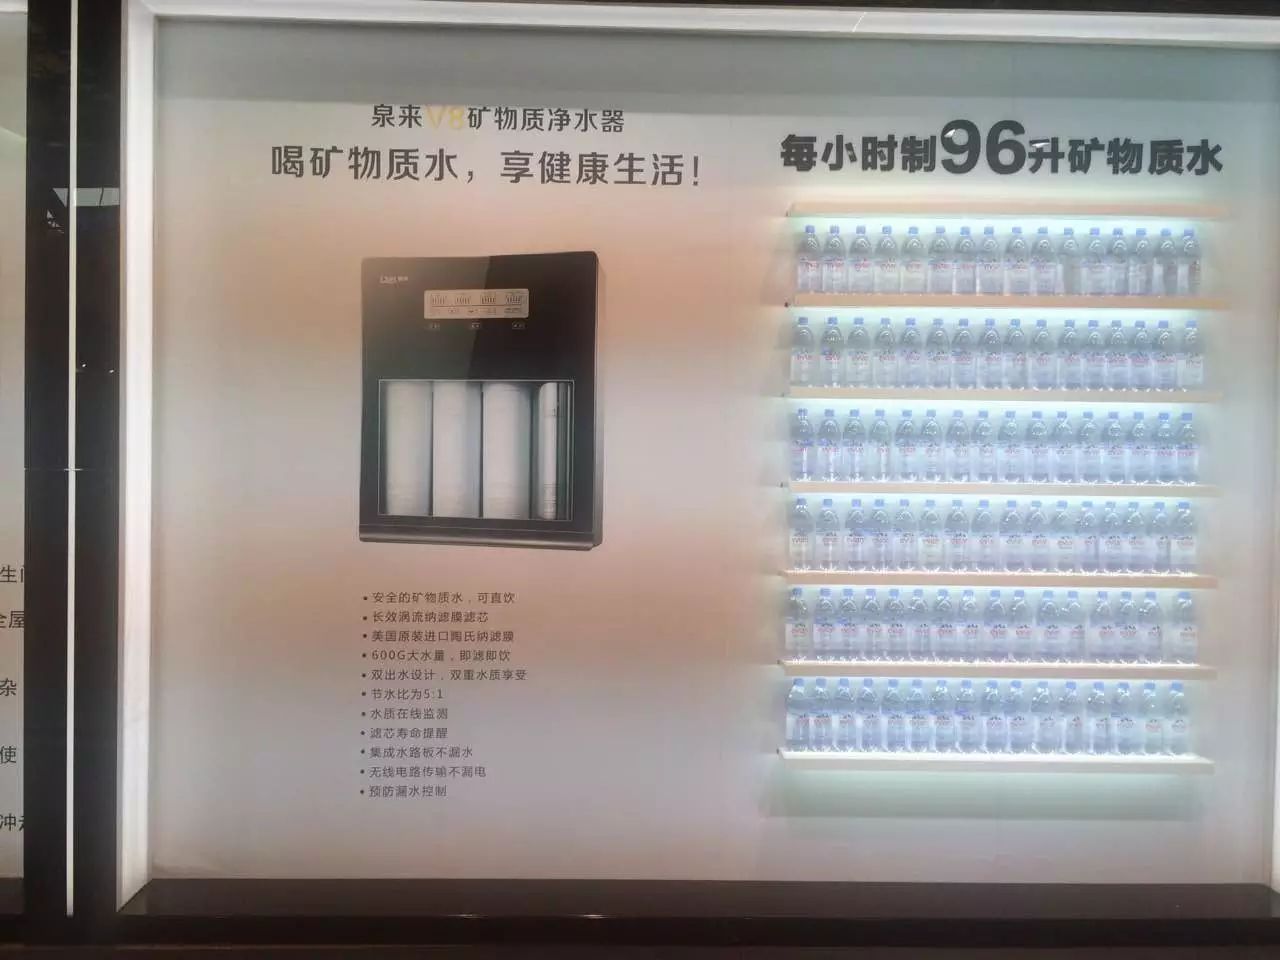 泉来V8矿物质净水器
喝矿物质水，享健康生活！
• 安全的矿物质水，可直饮
• 长效涡流纳滤膜滤芯
• 美国原装进口陶氏纳滤膜
• 600G大水量，即滤即饮
• 双出水设计，双重水质享受
• 节水比为5:1
• 水质在线监测
• 滤芯寿命提醒
• 集成水路板不漏水
• 无线电路传输不漏电
• 预防漏水控制
每小时制96升矿物质水
evian
杂
使
冲